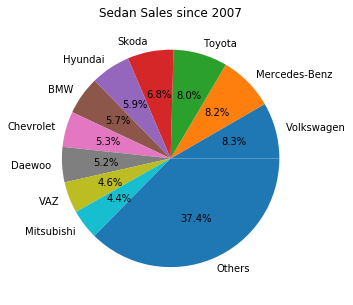 Sedan Sales since 2007
Skoda
Toyota
Hyundai
Mercedes-Benz
BMW
6.8%
8.0%
5.9%
8.2%
5.7%
Chevrolet
Volkswagen
5.3%
8.3%
Daewoo
5.2%
4.6%
VAZ
4.4%
Mitsubishi
37.4%
Others